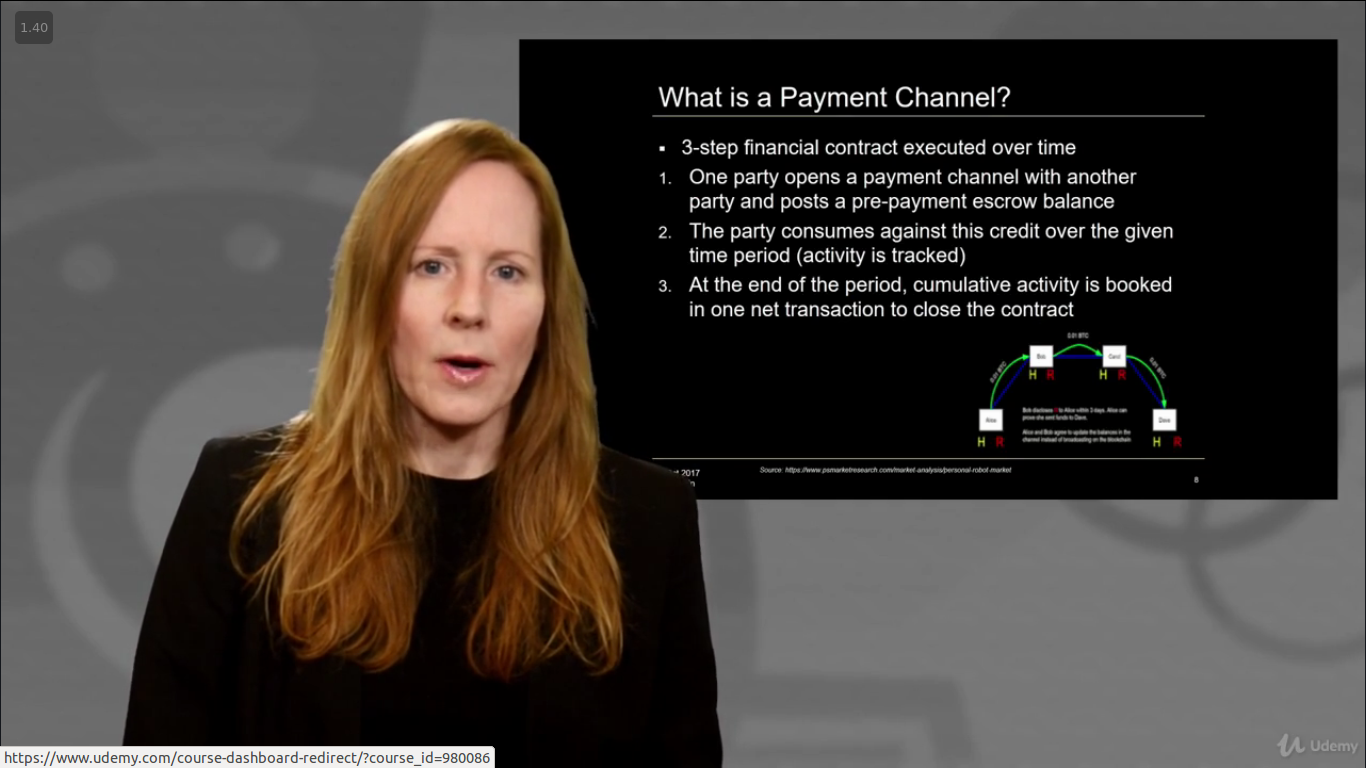 1.40
What is a Payment Channel?
▪ 3-step financial contract executed over time
1. One party opens a payment channel with another
party and posts a pre-payment escrow balance
2. The party consumes against this credit over the given
time period (activity is tracked)
3. At the end of the period, cumulative activity is booked
in one net transaction to close the contract
0.01 BTC
0.01 BTC
0.01 BTC
Bob
Carol
H R
H R
Alice
Dave
Bob discloses R to Alice within 3 days. Alice can
prove she sent funds to Dave.
Alice and Bob agree to update the balances in the
channel instead of broadcasting on the blockchain
H R
H R
2017
Source: https://www.psmarketresearch.com/market-analysis/personal-robot-market
8
https://www.udemy.com/course-dashboard-redirect/?course_id=980086
Udemy